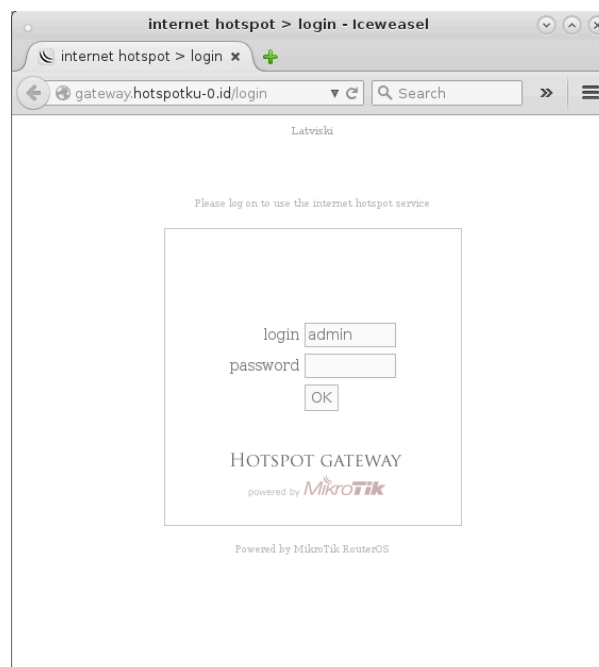 internet hotspot > login - Iceweasel
internet hotspot > login
gateway.hotspotku-0.id/login
Search
Latviski
Please log on to use the internet hotspot service
login admin
password
OK
HOTSPOT GATEWAY
powered by MikroTik
Powered by MikroTik RouterOS